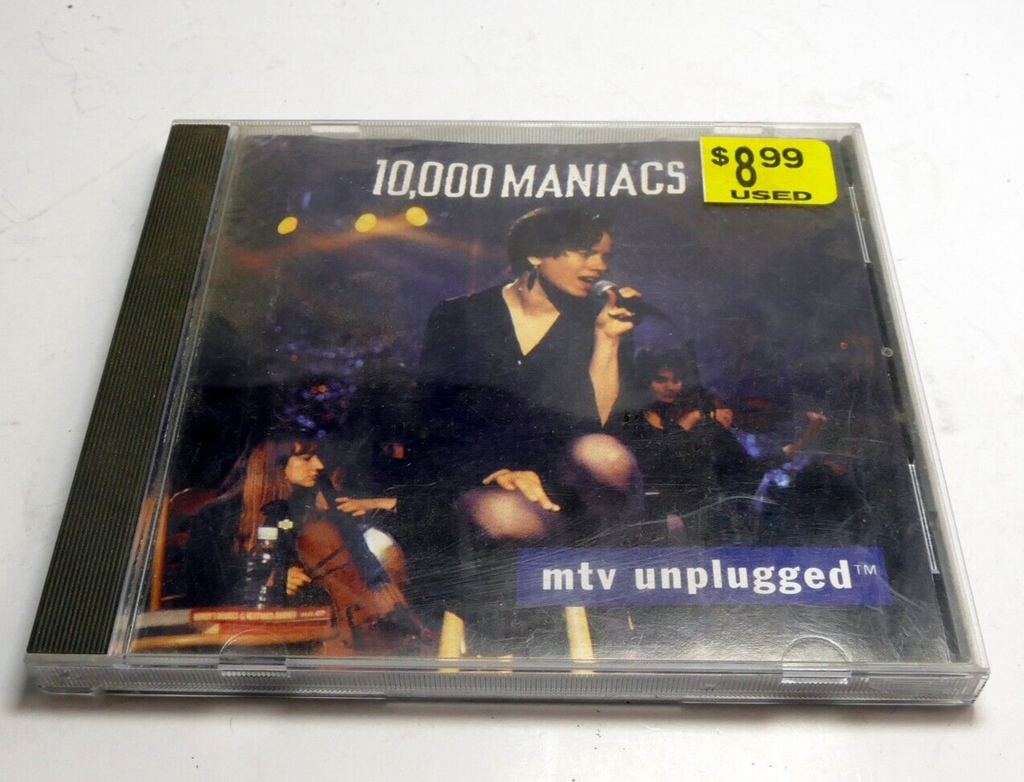 10,000 MANIACS
$8.99
USED
mtv unplugged™